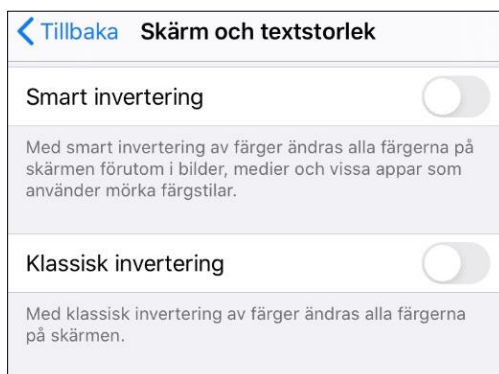 Tillbaka Skärm och textstorlek
Smart invertering
Med smart invertering av färger ändras alla färgerna på
skärmen förutom i bilder, medier och vissa appar som
använder mörka färgstilar.
Klassisk invertering
Med klassisk invertering av färger ändras alla färgerna
på skärmen.